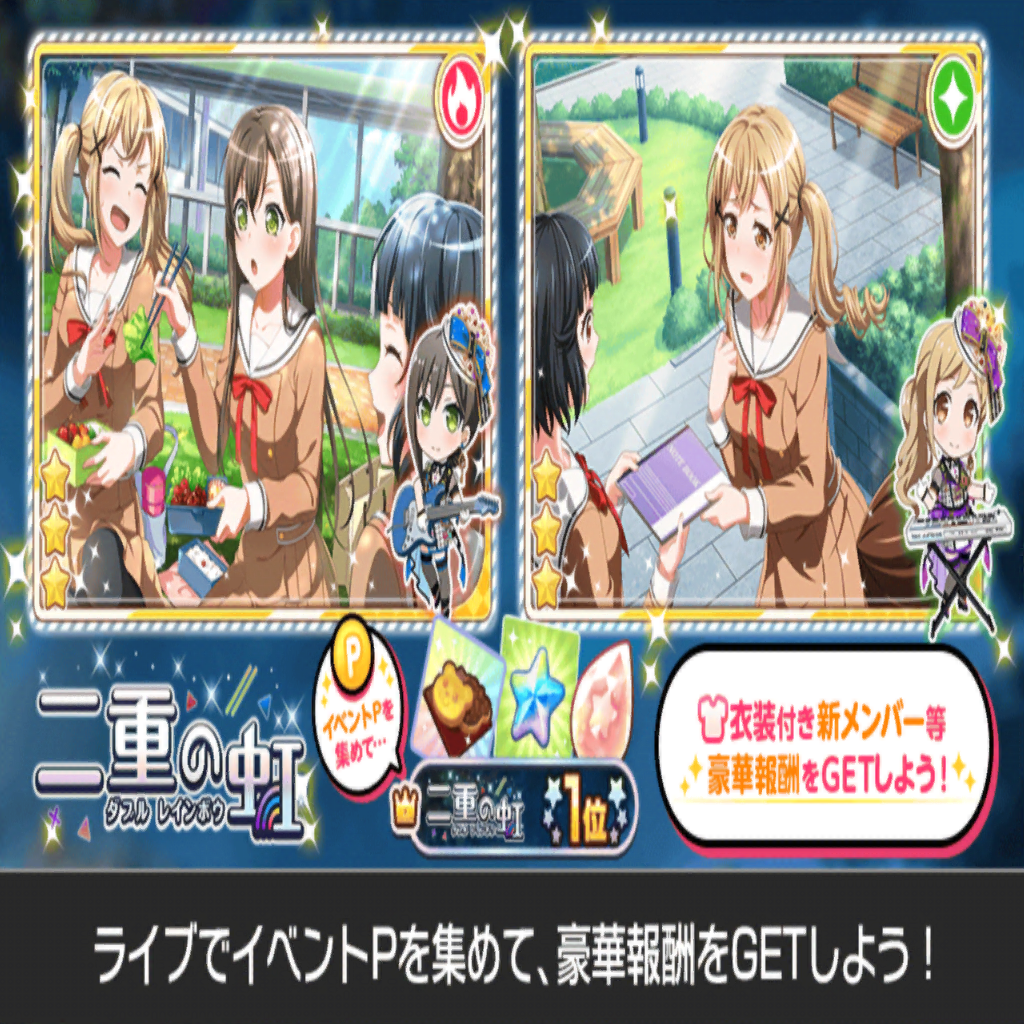 NOTE BOOK
二重の虹
ダブル レインボウ
P
イベントPを
集めて…
二重の虹
1位
衣装付き新メンバー等
豪華報酬をGETしよう!
ライブでイベントPを集めて、豪華報酬をGETしよう!